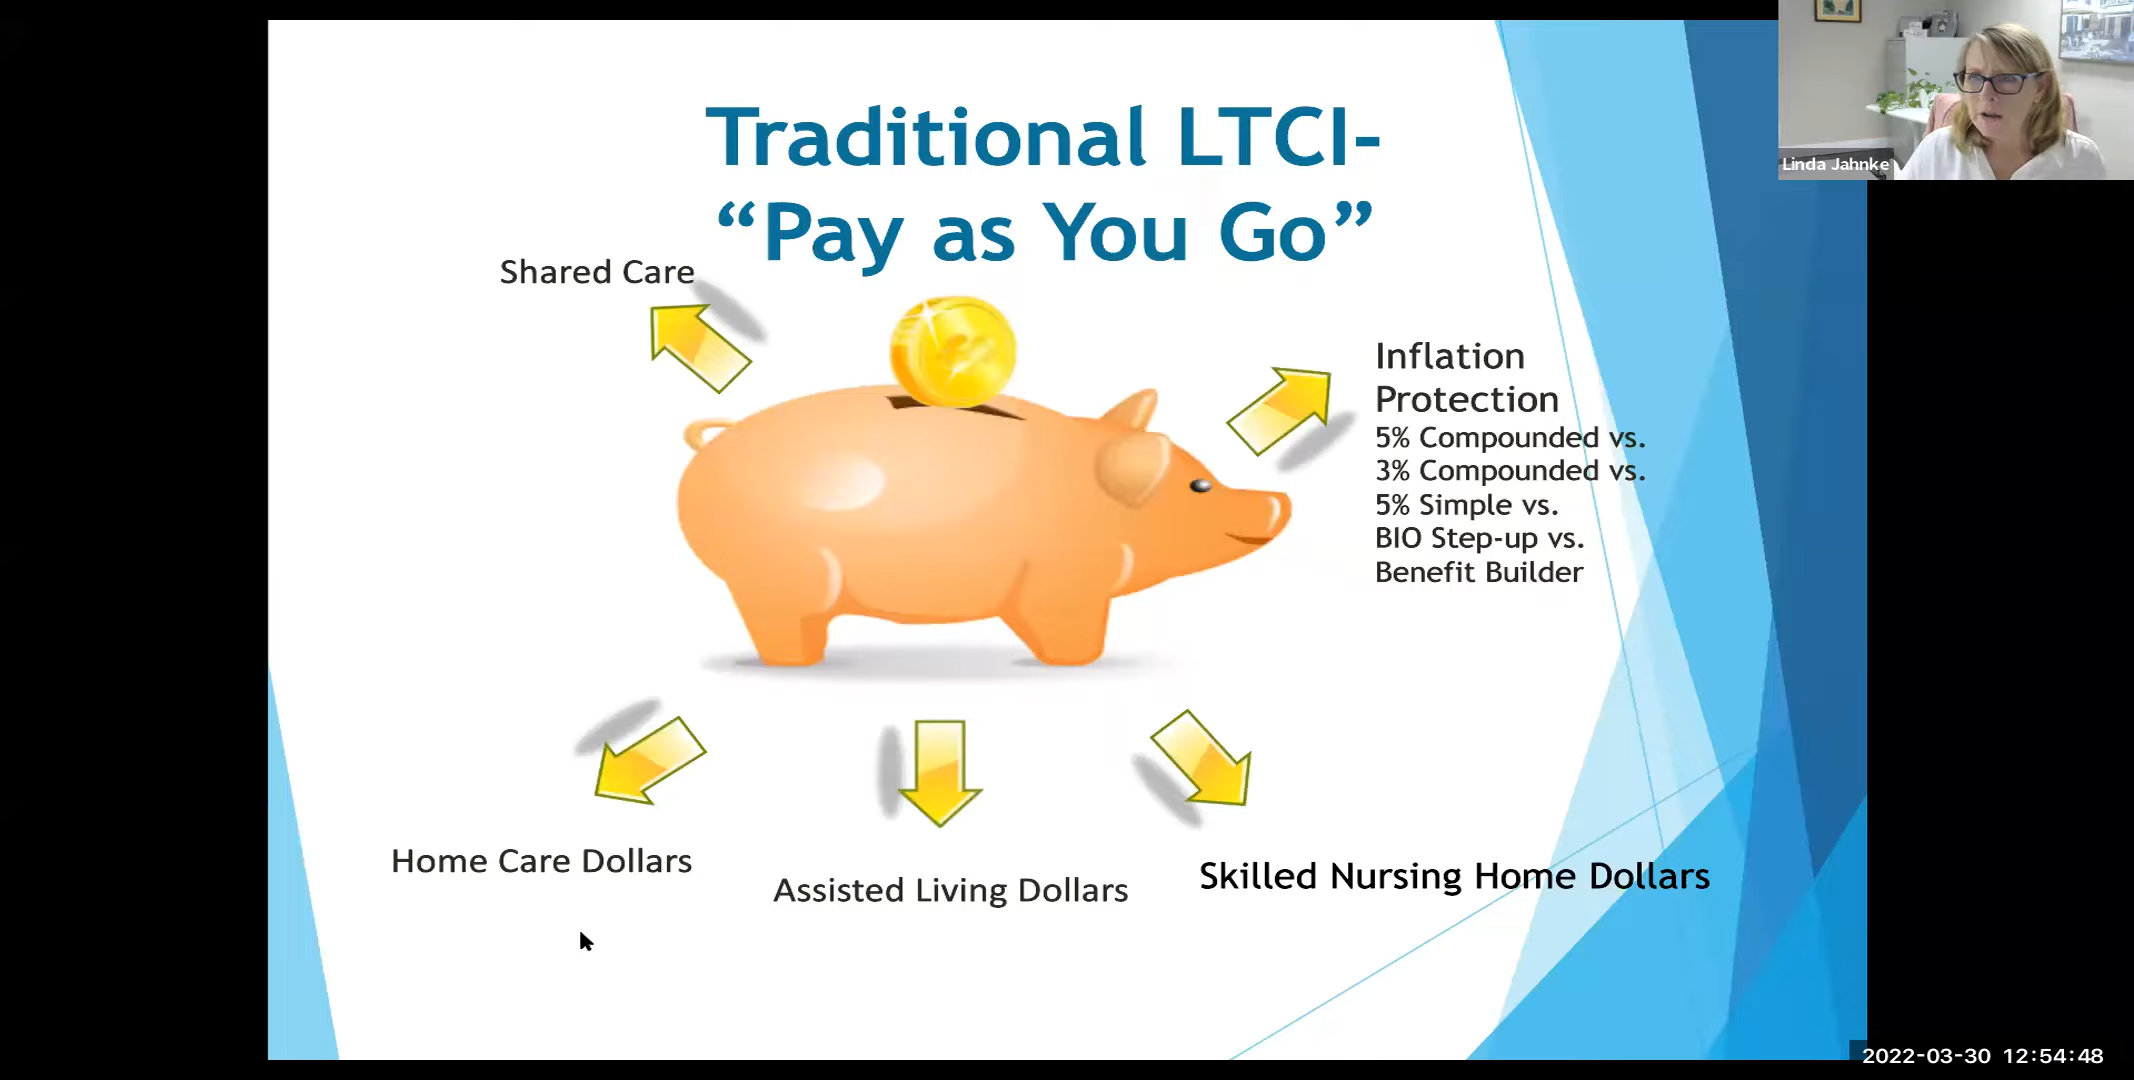 Traditional LTCI-
“Pay as You Go”
Linda Jahnke
Shared Care
Inflation
Protection
5% Compounded vs.
3% Compounded vs.
5% Simple vs.
BIO Step-up vs.
Benefit Builder
Home Care Dollars
Assisted Living Dollars
Skilled Nursing Home Dollars
2022-03-30 12:54:48